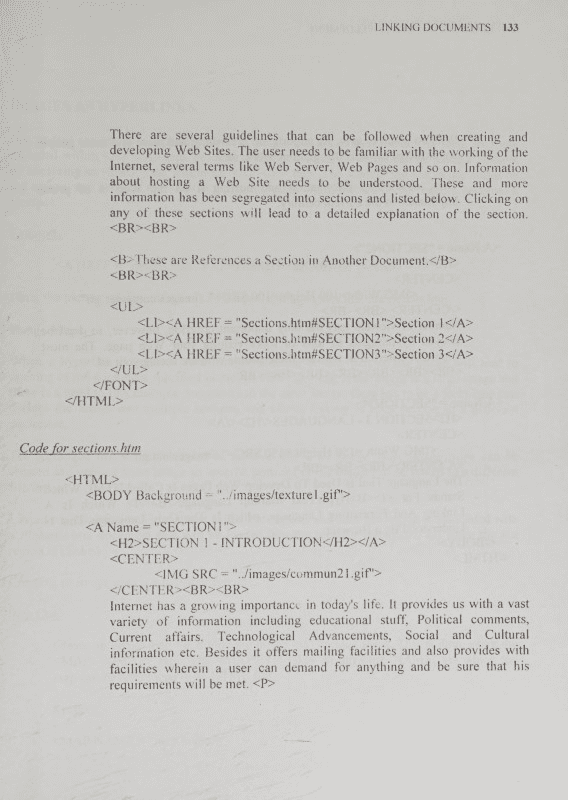 LINKING DOCUMENTS 133
There are several guidelines that can be followed when creating and
developing Web Sites. The user needs to be familiar with the working of the
Internet, several terms like Web Server, Web Pages and so on. Information
about hosting a Web Site needs to be understood. These and more
information has been segregated into sections and listed below. Clicking on
any of these sections will lead to a detailed explanation of the section.
<BR><BR>
<B>These are References a Section in Another Document.</B>
<BR><BR>
<UL>
<LI><A HREF = "Sections.htm#SECTION1">Section 1</A>
<LI><A HREF = "Sections.htm#SECTION2">Section 2</A>
<LI><A HREF = "Sections.htm#SECTION3">Section 3</A>
</UL>
</FONT>
</HTML>
Code for sections.htm
<HTML>
<BODY Background = "../images/texture1.gif">
<A Name = "SECTION1">
<H2>SECTION 1 - INTRODUCTION</H2></A>
<CENTER>
<IMG SRC = "../images/commun21.gif">
</CENTER><BR><BR>
Internet has a growing importance in today's life. It provides us with a vast
variety of information including educational stuff, Political comments,
Current affairs, Technological Advancements, Social and Cultural
information etc. Besides it offers mailing facilities and also provides with
facilities wherein a user can demand for anything and be sure that his
requirements will be met. <P>